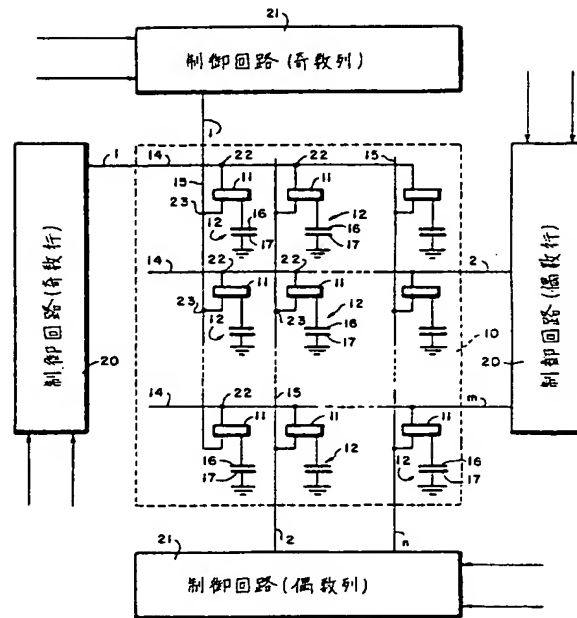 21
制御回路(奇数列)
1
1 14 22 22 15
15 11 11
23 16 12 16
12 17 17
14 22 22 2
11 11
23 12 16
12 23 17
10
制御回路(奇数行)
20
制御回路(偶数行)
20
14 22 15 m
11 11
16 12 12 16
17 17
21 2 n
制御回路(偶数列)